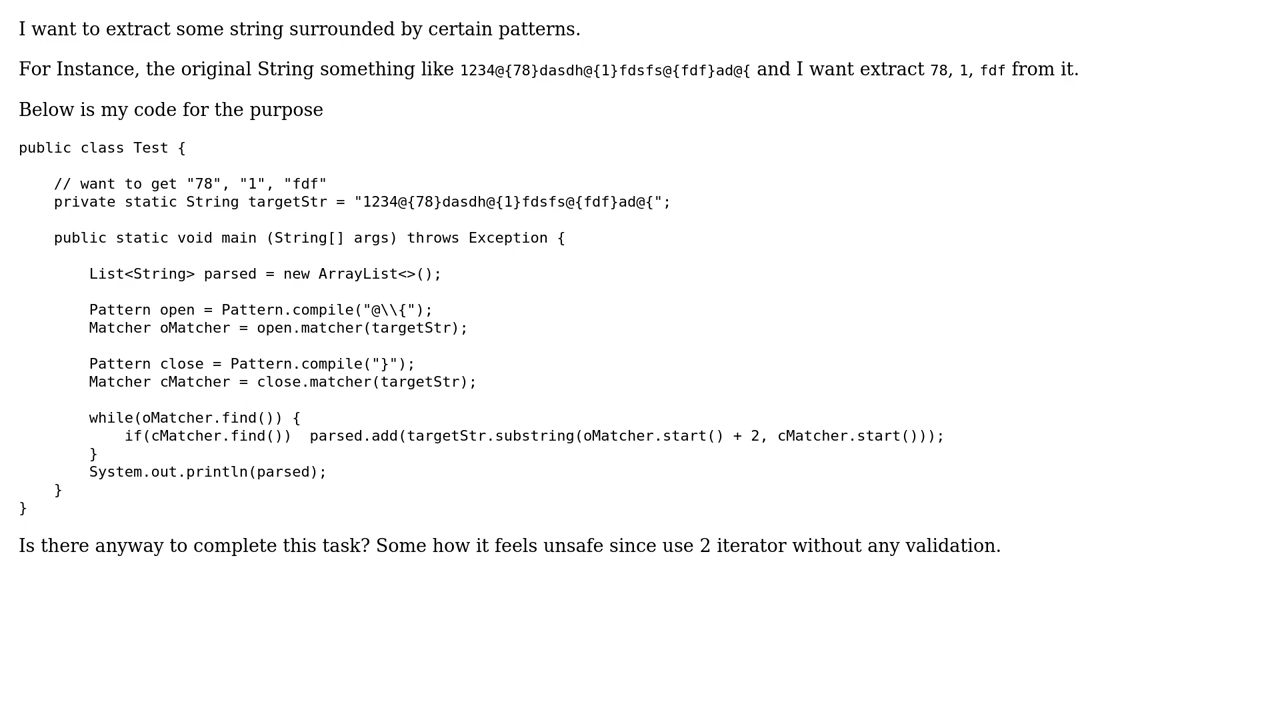 I want to extract some string surrounded by certain patterns.
For Instance, the original String something like 1234@{78}dasdh@{1}fdsfs@{fdf}ad@{ and I want extract 78, 1, fdf from it.
Below is my code for the purpose
public class Test {
    // want to get "78", "1", "fdf"
    private static String targetStr = "1234@{78}dasdh@{1}fdsfs@{fdf}ad@{";
    public static void main (String[] args) throws Exception {
        List<String> parsed = new ArrayList<>();
        Pattern open = Pattern.compile("@\\{");
        Matcher oMatcher = open.matcher(targetStr);
        Pattern close = Pattern.compile("}");
        Matcher cMatcher = close.matcher(targetStr);
        while(oMatcher.find()) {
            if(cMatcher.find())  parsed.add(targetStr.substring(oMatcher.start() + 2, cMatcher.start()));
        }
        System.out.println(parsed);
    }
}
Is there anyway to complete this task? Some how it feels unsafe since use 2 iterator without any validation.